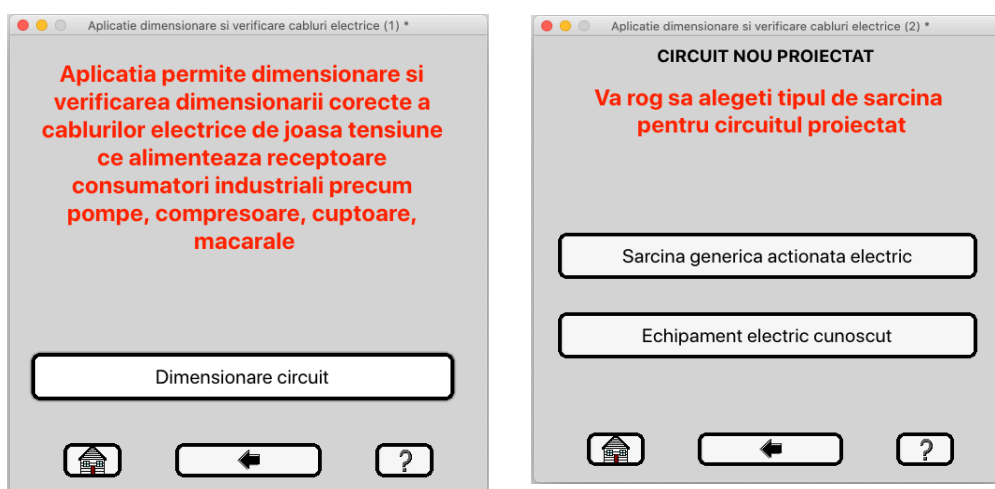 Aplicatie dimensionare si verificare cabluri electrice (1) *
Aplicatia permite dimensionare si
verificarea dimensionarii corecte a
cablurilor electrice de joasa tensiune
ce alimenteaza receptoare
consumatori industriali precum
pompe, compresoare, cuptoare,
macarale
Dimensionare circuit
?
Aplicatie dimensionare si verificare cabluri electrice (2) *
CIRCUIT NOU PROIECTAT
Va rog sa alegeti tipul de sarcina
pentru circuitul proiectat
Sarcina generica actionata electric
Echipament electric cunoscut
?